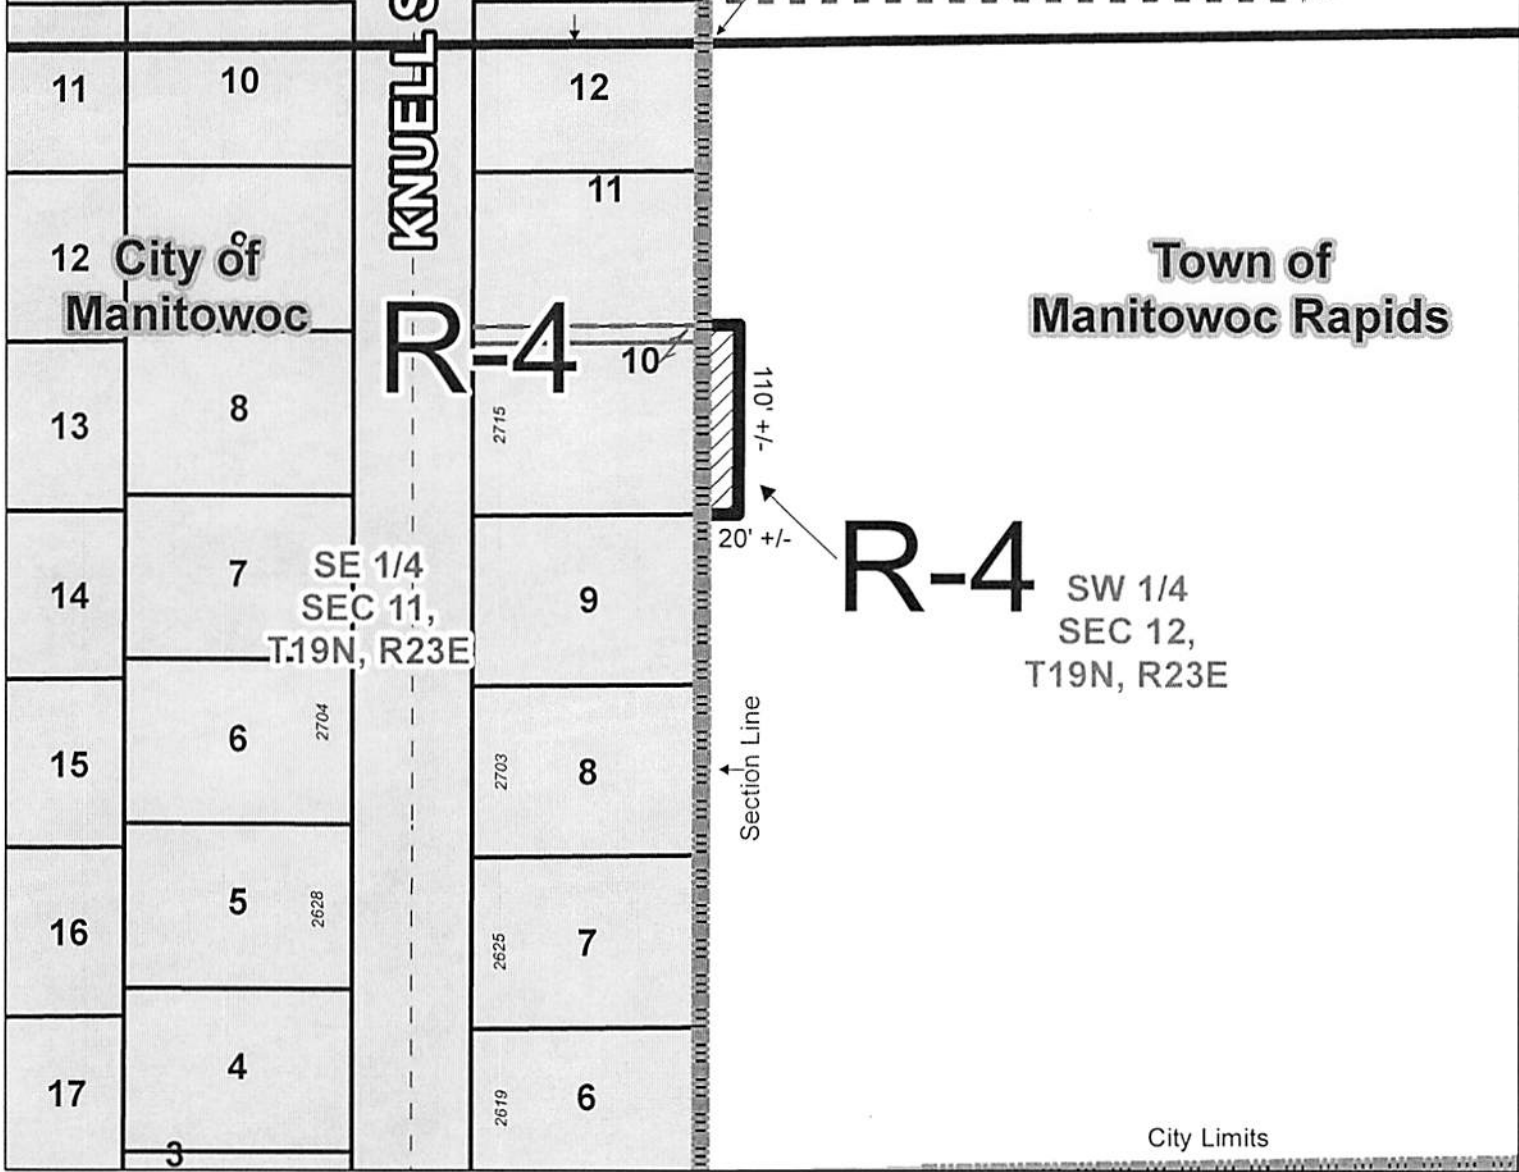 KNUELL S
11
10
12
11
12
City of
Manitowoc
Town of
Manitowoc Rapids
R-4
10
110' +/-
13
8
2715
20' +/-
R-4
14
7
SE 1/4
SEC 11,
T19N, R23E
9
SW 1/4
SEC 12,
T19N, R23E
15
6
2704
2703
8
Section Line
16
5
2628
2625
7
17
4
2619
6
City Limits
3